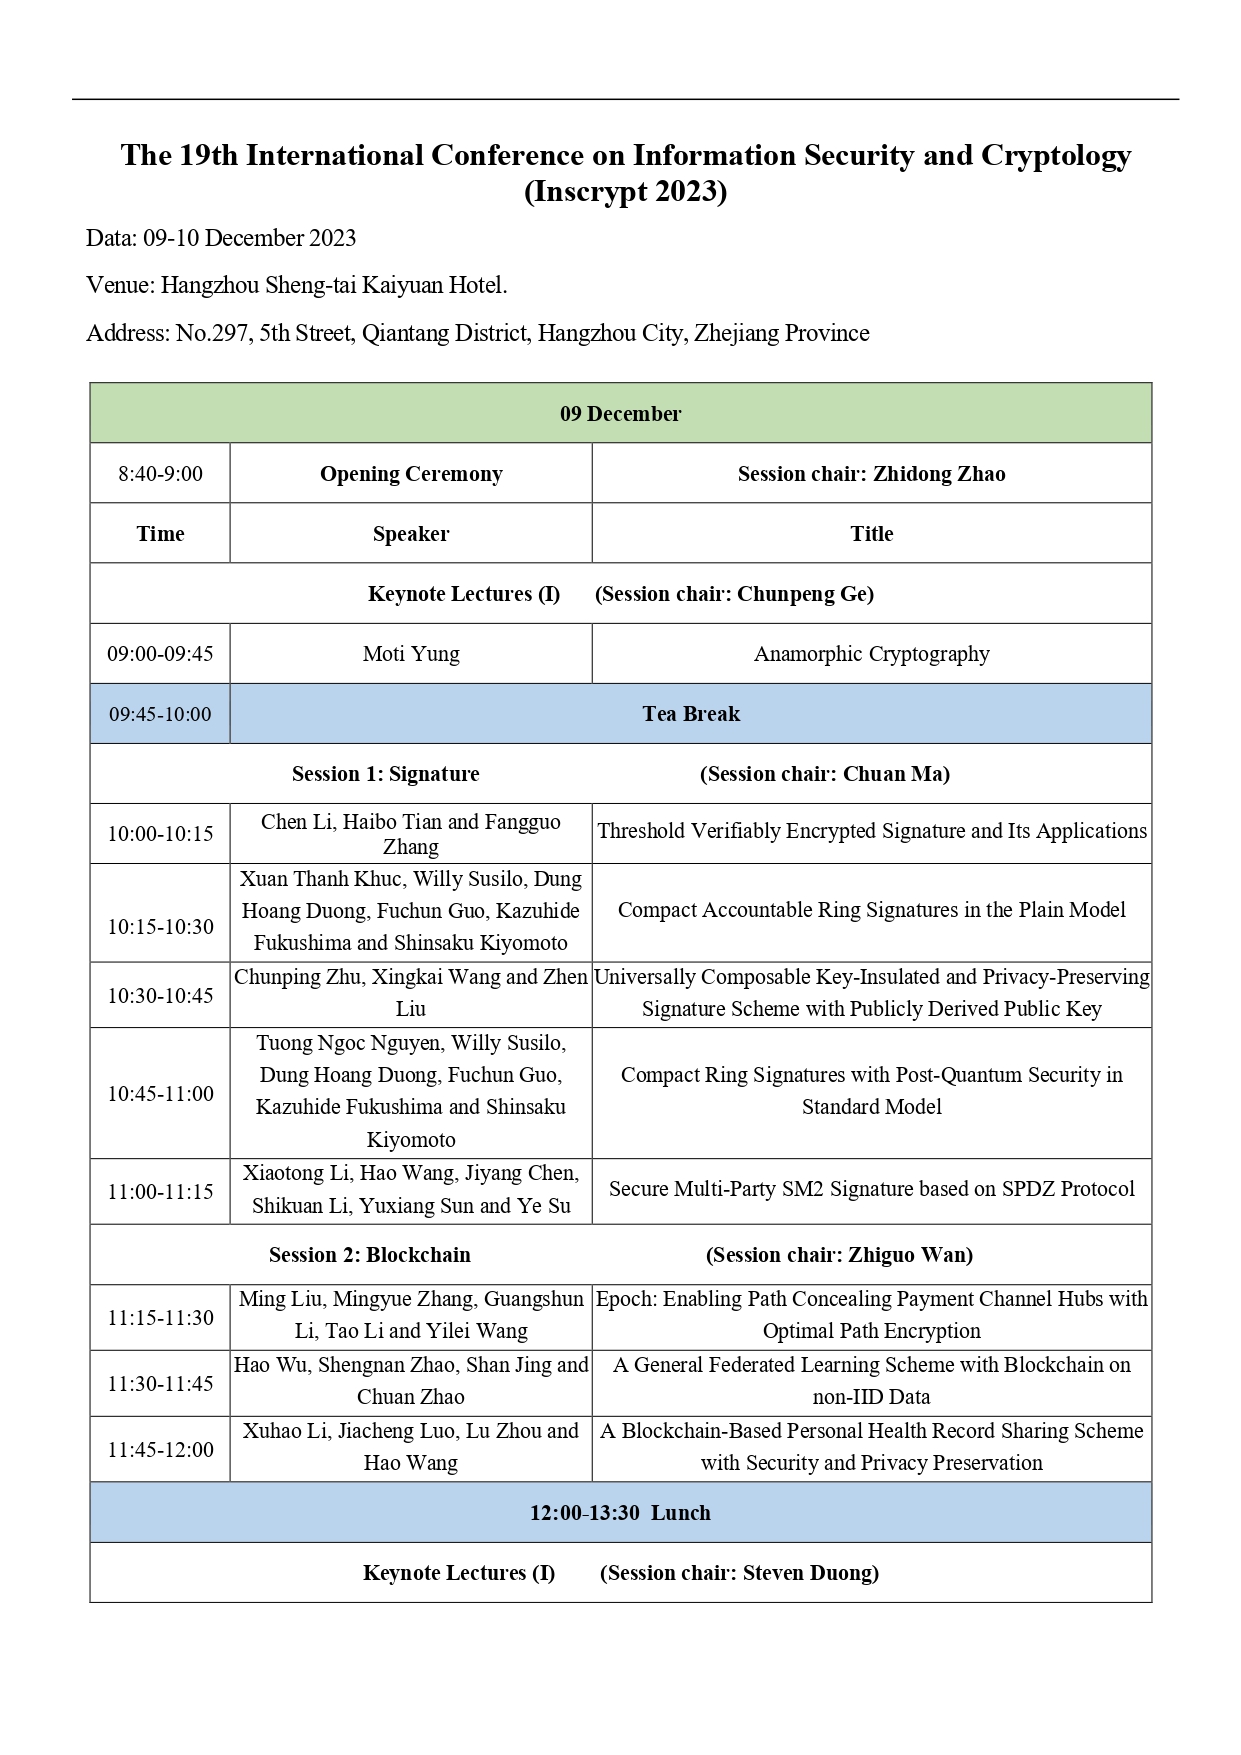 The 19th International Conference on Information Security and Cryptology
(Inscrypt 2023)
Data: 09-10 December 2023
Venue: Hangzhou Sheng-tai Kaiyuan Hotel.
Address: No.297, 5th Street, Qiantang District, Hangzhou City, Zhejiang Province
09 December
8:40-9:00 Opening Ceremony Session chair: Zhidong Zhao
Time Speaker Title
Keynote Lectures (I) (Session chair: Chunpeng Ge)
09:00-09:45 Moti Yung Anamorphic Cryptography
09:45-10:00 Tea Break
Session 1: Signature (Session chair: Chuan Ma)
10:00-10:15
Chen Li, Haibo Tian and Fangguo
Zhang
Threshold Verifiably Encrypted Signature and Its Applications
10:15-10:30
Xuan Thanh Khuc, Willy Susilo, Dung
Hoang Duong, Fuchun Guo, Kazuhide
Fukushima and Shinsaku Kiyomoto
Compact Accountable Ring Signatures in the Plain Model
10:30-10:45
Chunping Zhu, Xingkai Wang and Zhen
Liu
Universally Composable Key-Insulated and Privacy-Preserving
Signature Scheme with Publicly Derived Public Key
10:45-11:00
Tuong Ngoc Nguyen, Willy Susilo,
Dung Hoang Duong, Fuchun Guo,
Kazuhide Fukushima and Shinsaku
Kiyomoto
Compact Ring Signatures with Post-Quantum Security in
Standard Model
11:00-11:15
Xiaotong Li, Hao Wang, Jiyang Chen,
Shikuan Li, Yuxiang Sun and Ye Su
Secure Multi-Party SM2 Signature based on SPDZ Protocol
Session 2: Blockchain (Session chair: Zhiguo Wan)
11:15-11:30
Ming Liu, Mingyue Zhang, Guangshun
Li, Tao Li and Yilei Wang
Epoch: Enabling Path Concealing Payment Channel Hubs with
Optimal Path Encryption
11:30-11:45
Hao Wu, Shengnan Zhao, Shan Jing and
Chuan Zhao
A General Federated Learning Scheme with Blockchain on
non-IID Data
11:45-12:00
Xuhao Li, Jiacheng Luo, Lu Zhou and
Hao Wang
A Blockchain-Based Personal Health Record Sharing Scheme
with Security and Privacy Preservation
12:00-13:30 Lunch
Keynote Lectures (I) (Session chair: Steven Duong)